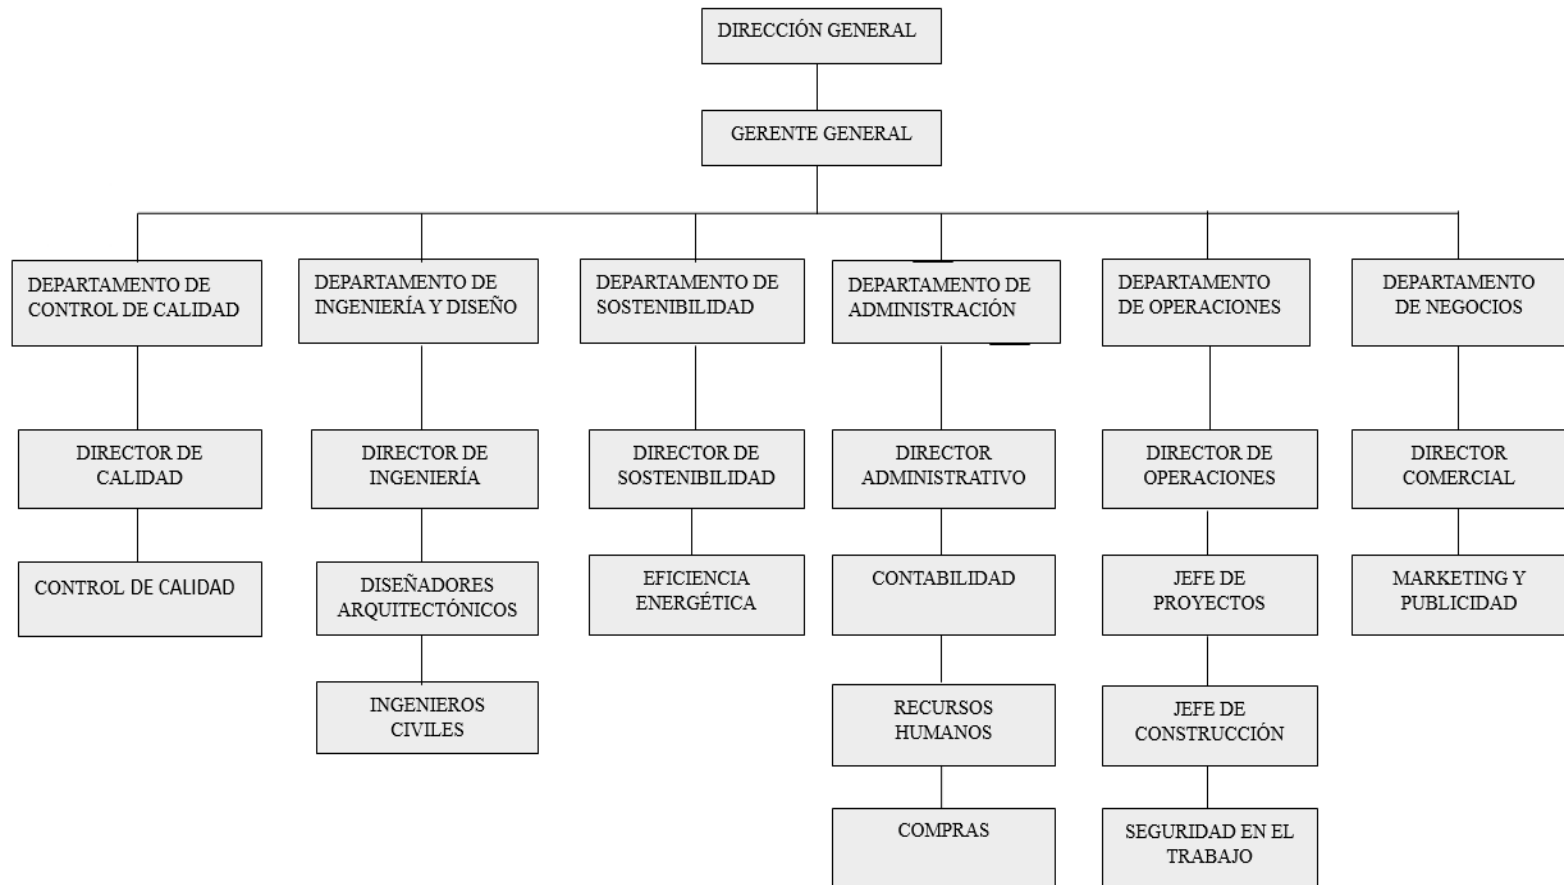 DIRECCIÓN GENERAL
GERENTE GENERAL
DEPARTAMENTO DE
CONTROL DE CALIDAD
DEPARTAMENTO DE
INGENIERÍA Y DISEÑO
DEPARTAMENTO DE
SOSTENIBILIDAD
DEPARTAMENTO DE
ADMINISTRACIÓN
DEPARTAMENTO
DE OPERACIONES
DEPARTAMENTO
DE NEGOCIOS
DIRECTOR DE
CALIDAD
DIRECTOR DE
INGENIERÍA
DIRECTOR DE
SOSTENIBILIDAD
DIRECTOR
ADMINISTRATIVO
DIRECTOR DE
OPERACIONES
DIRECTOR
COMERCIAL
CONTROL DE CALIDAD
DISEÑADORES
ARQUITECTÓNICOS
EFICIENCIA
ENERGÉTICA
CONTABILIDAD
JEFE DE
PROYECTOS
MARKETING Y
PUBLICIDAD
INGENIEROS
CIVILES
RECURSOS
HUMANOS
JEFE DE
CONSTRUCCIÓN
COMPRAS
SEGURIDAD EN EL
TRABAJO